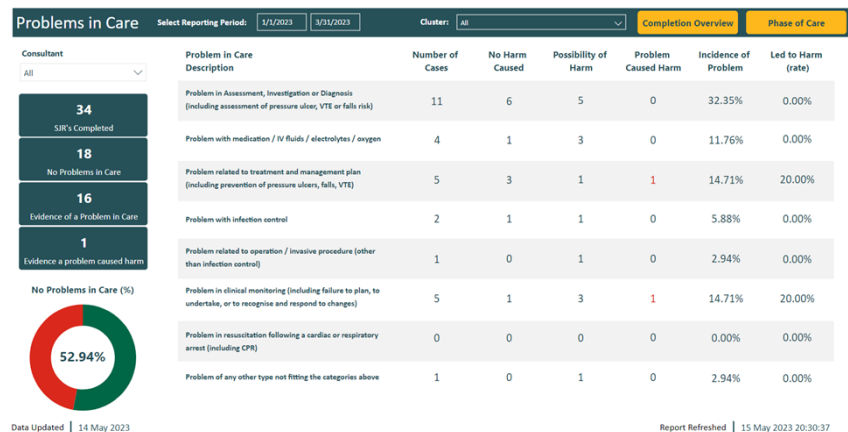 Problems in Care Select Reporting Period: 1/1/2023 3/31/2023 Cluster: All Completion Overview Phase of Care
Consultant
All
34
SJR's Completed
18
No Problems in Care
16
Evidence of a Problem in Care
1
Evidence a problem caused harm
No Problems in Care (%)
52.94%
Problem in Care Number of No Harm Possibility of Problem Incidence of Led to Harm
Description Cases Caused Harm Caused Harm Problem (rate)
Problem in Assessment, Investigation or Diagnosis
(including assessment of pressure ulcer, VTE or falls risk) 11 6 5 0 32.35% 0.00%
Problem with medication / IV fluids / electrolytes / oxygen 4 1 3 0 11.76% 0.00%
Problem related to treatment and management plan
(including prevention of pressure ulcers, falls, VTE) 5 3 1 1 14.71% 20.00%
Problem with infection control 2 1 1 0 5.88% 0.00%
Problem related to operation / invasive procedure (other
than infection control) 1 0 1 0 2.94% 0.00%
Problem in clinical monitoring (including failure to plan, to
undertake, or to recognise and respond to changes) 5 1 3 1 14.71% 20.00%
Problem in resuscitation following a cardiac or respiratory
arrest (including CPR) 0 0 0 0 0.00% 0.00%
Problem of any other type not fitting the categories above 1 0 1 0 2.94% 0.00%
Data Updated 14 May 2023 Report Refreshed 15 May 2023 20:30:37